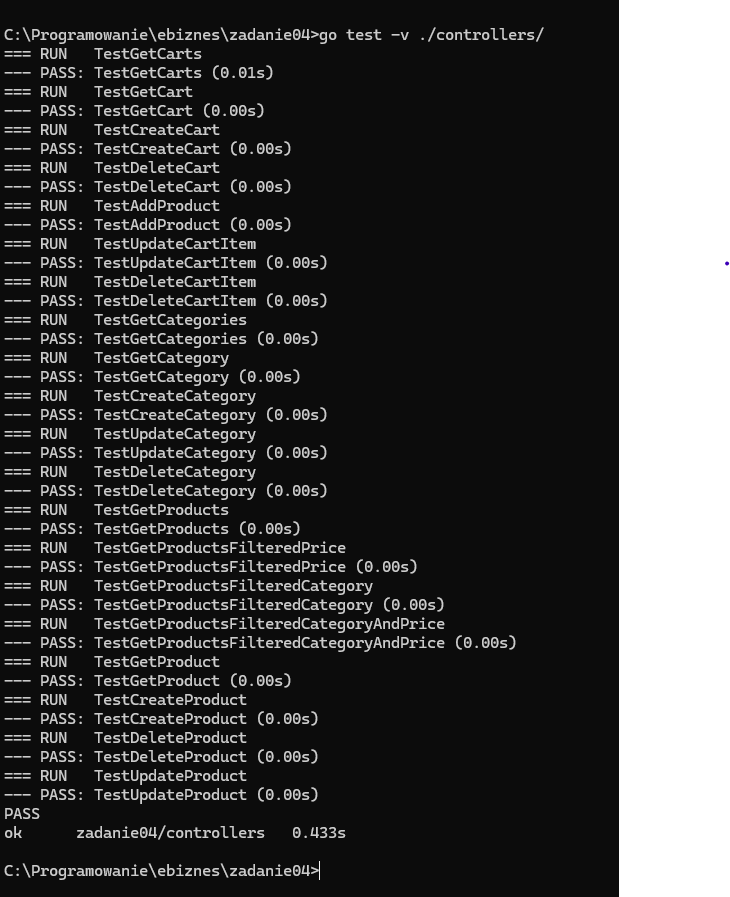 C:\Programowanie\ebiznes\zadanie04>go test -v ./controllers/
=== RUN   TestGetCarts
--- PASS: TestGetCarts (0.01s)
=== RUN   TestGetCart
--- PASS: TestGetCart (0.00s)
=== RUN   TestCreateCart
--- PASS: TestCreateCart (0.00s)
=== RUN   TestDeleteCart
--- PASS: TestDeleteCart (0.00s)
=== RUN   TestAddProduct
--- PASS: TestAddProduct (0.00s)
=== RUN   TestUpdateCartItem
--- PASS: TestUpdateCartItem (0.00s)
=== RUN   TestDeleteCartItem
--- PASS: TestDeleteCartItem (0.00s)
=== RUN   TestGetCategories
--- PASS: TestGetCategories (0.00s)
=== RUN   TestGetCategory
--- PASS: TestGetCategory (0.00s)
=== RUN   TestCreateCategory
--- PASS: TestCreateCategory (0.00s)
=== RUN   TestUpdateCategory
--- PASS: TestUpdateCategory (0.00s)
=== RUN   TestDeleteCategory
--- PASS: TestDeleteCategory (0.00s)
=== RUN   TestGetProducts
--- PASS: TestGetProducts (0.00s)
=== RUN   TestGetProductsFilteredPrice
--- PASS: TestGetProductsFilteredPrice (0.00s)
=== RUN   TestGetProductsFilteredCategory
--- PASS: TestGetProductsFilteredCategory (0.00s)
=== RUN   TestGetProductsFilteredCategoryAndPrice
--- PASS: TestGetProductsFilteredCategoryAndPrice (0.00s)
=== RUN   TestGetProduct
--- PASS: TestGetProduct (0.00s)
=== RUN   TestCreateProduct
--- PASS: TestCreateProduct (0.00s)
=== RUN   TestDeleteProduct
--- PASS: TestDeleteProduct (0.00s)
=== RUN   TestUpdateProduct
--- PASS: TestUpdateProduct (0.00s)
PASS
ok      zadanie04/controllers   0.433s
C:\Programowanie\ebiznes\zadanie04>